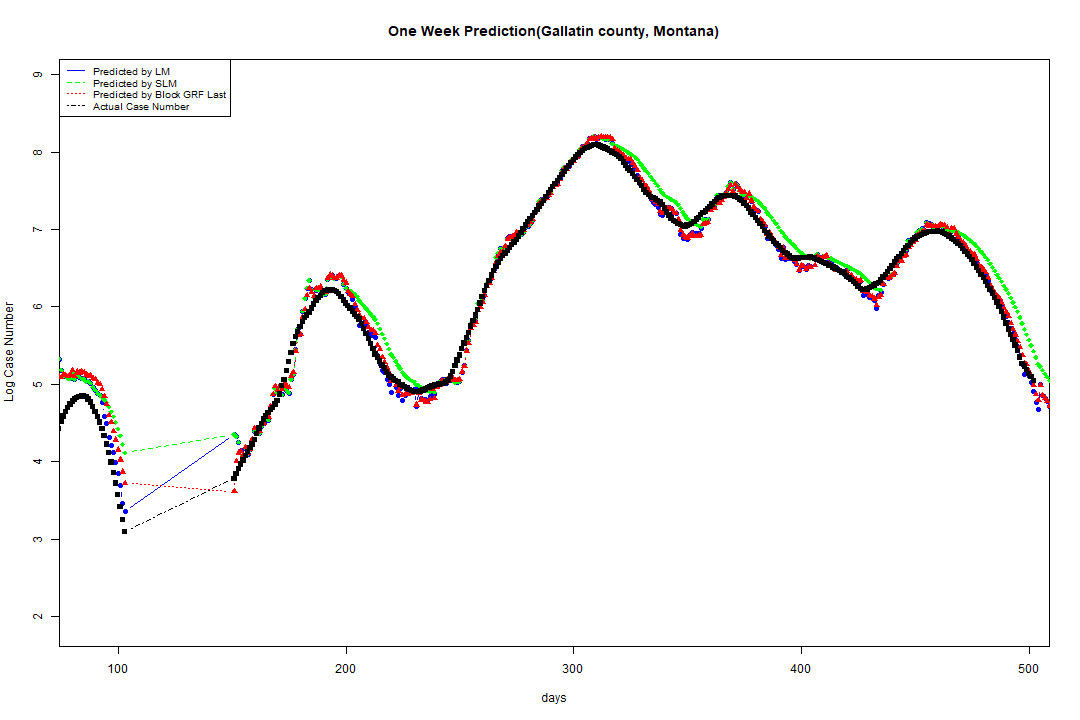 One Week Prediction(Gallatin county, Montana)
Predicted by LM
Predicted by SLM
Predicted by Block GRF Last
Actual Case Number
Log Case Number
9
8
7
6
5
4
3
2
100 200 300 400 500
days